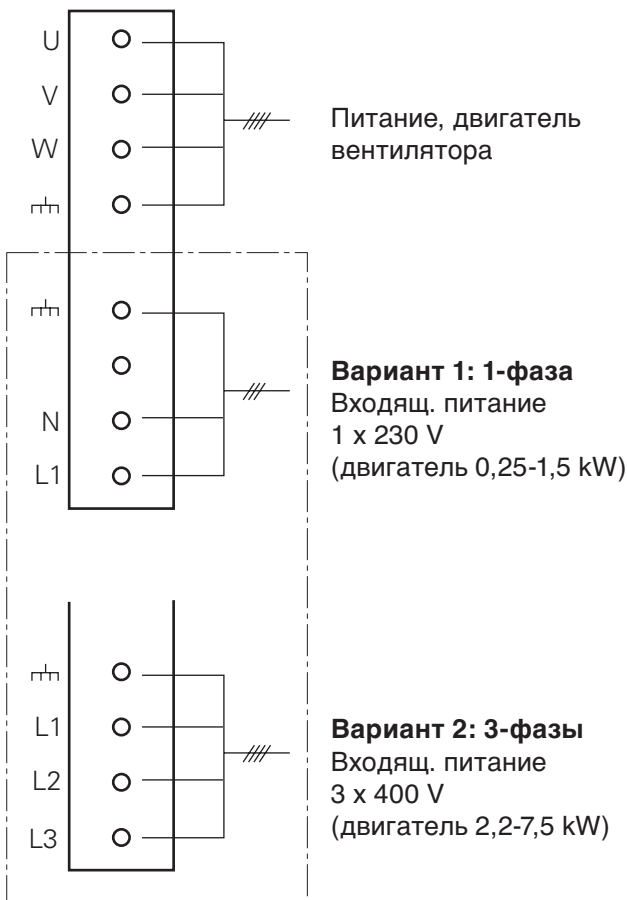 U
V
W
Питание, двигатель
вентилятора
Вариант 1: 1-фаза
Входящ. питание
N
1 x 230 V
L1
(двигатель 0,25-1,5 kW)
L1
Вариант 2: 3-фазы
Входящ. питание
L2
3 x 400 V
(двигатель 2,2-7,5 kW)
L3